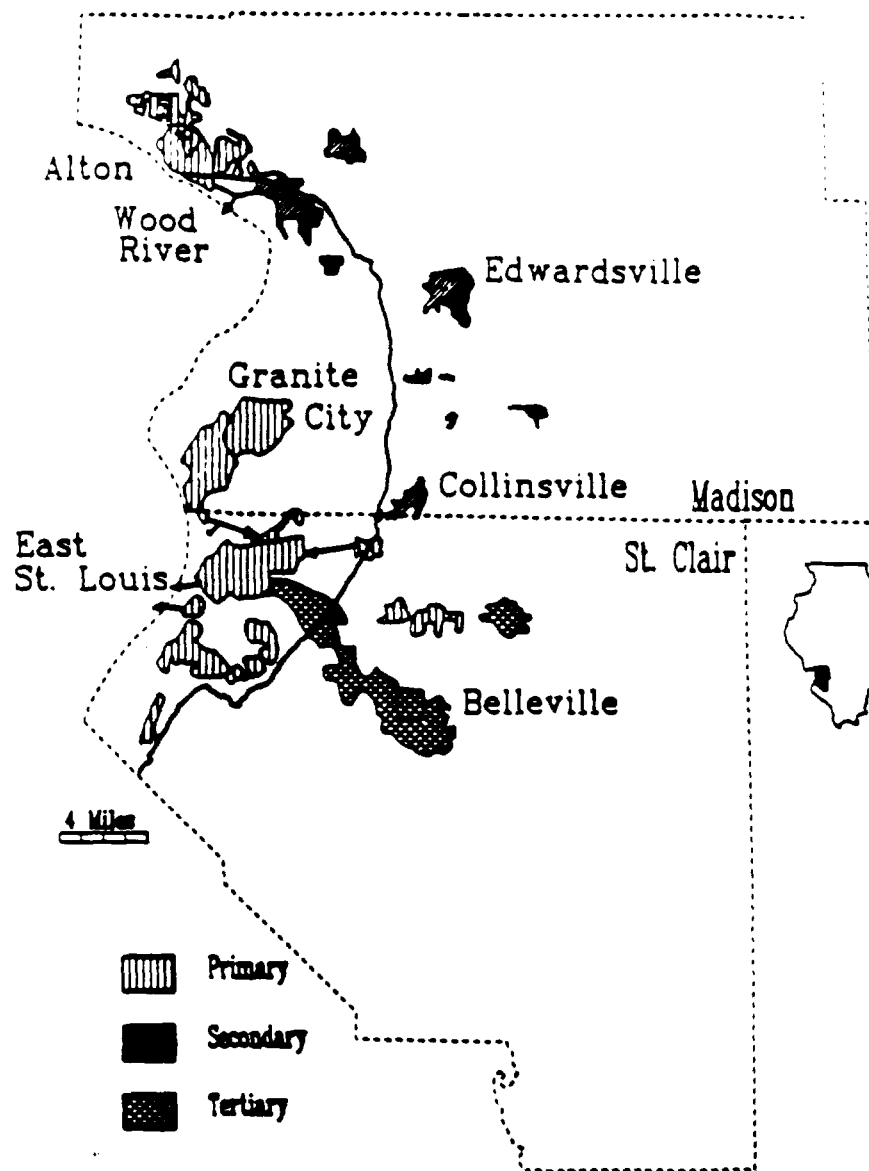 Alton
Wood
River
Edwardsville
Granite
City
Collinsville
Madison
East
St. Louis
St. Clair
Belleville
4 Miles
Primary
Secondary
Tertiary